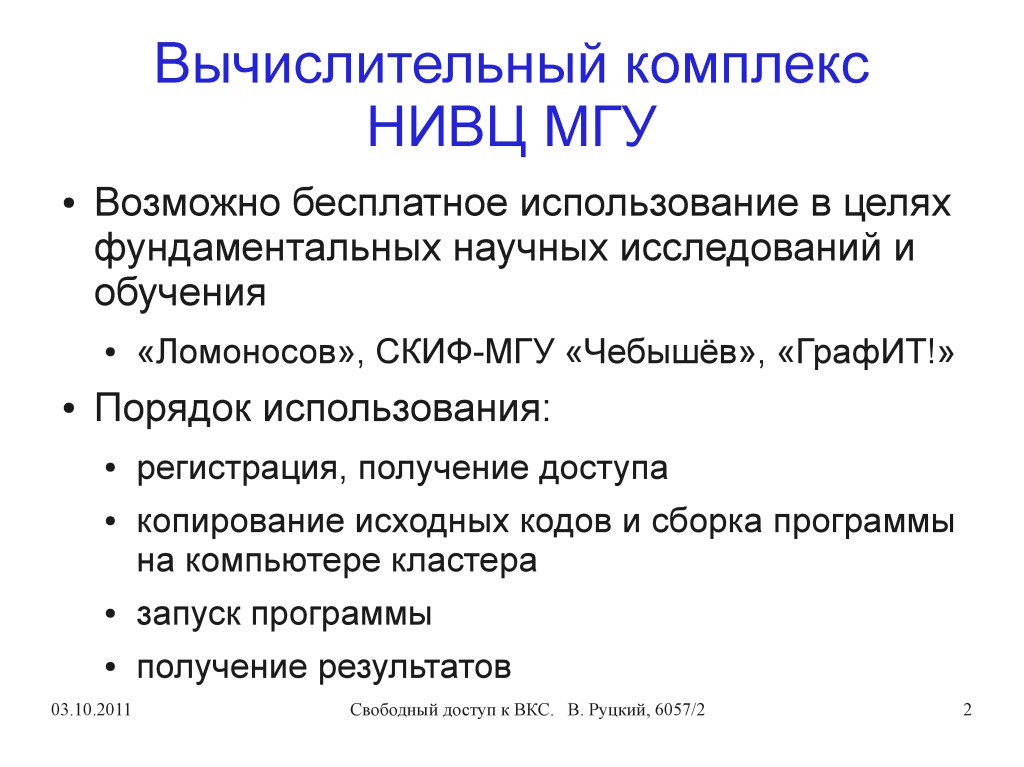 Вычислительный комплекс
НИВЦ МГУ
• Возможно бесплатное использование в целях
фундаментальных научных исследований и
обучения
• «Ломоносов», СКИФ-МГУ «Чебышёв», «ГрафИТ!»
• Порядок использования:
• регистрация, получение доступа
• копирование исходных кодов и сборка программы
на компьютере кластера
• запуск программы
• получение результатов
03.10.2011 Свободный доступ к ВКС. В. Руцкий, 6057/2 2